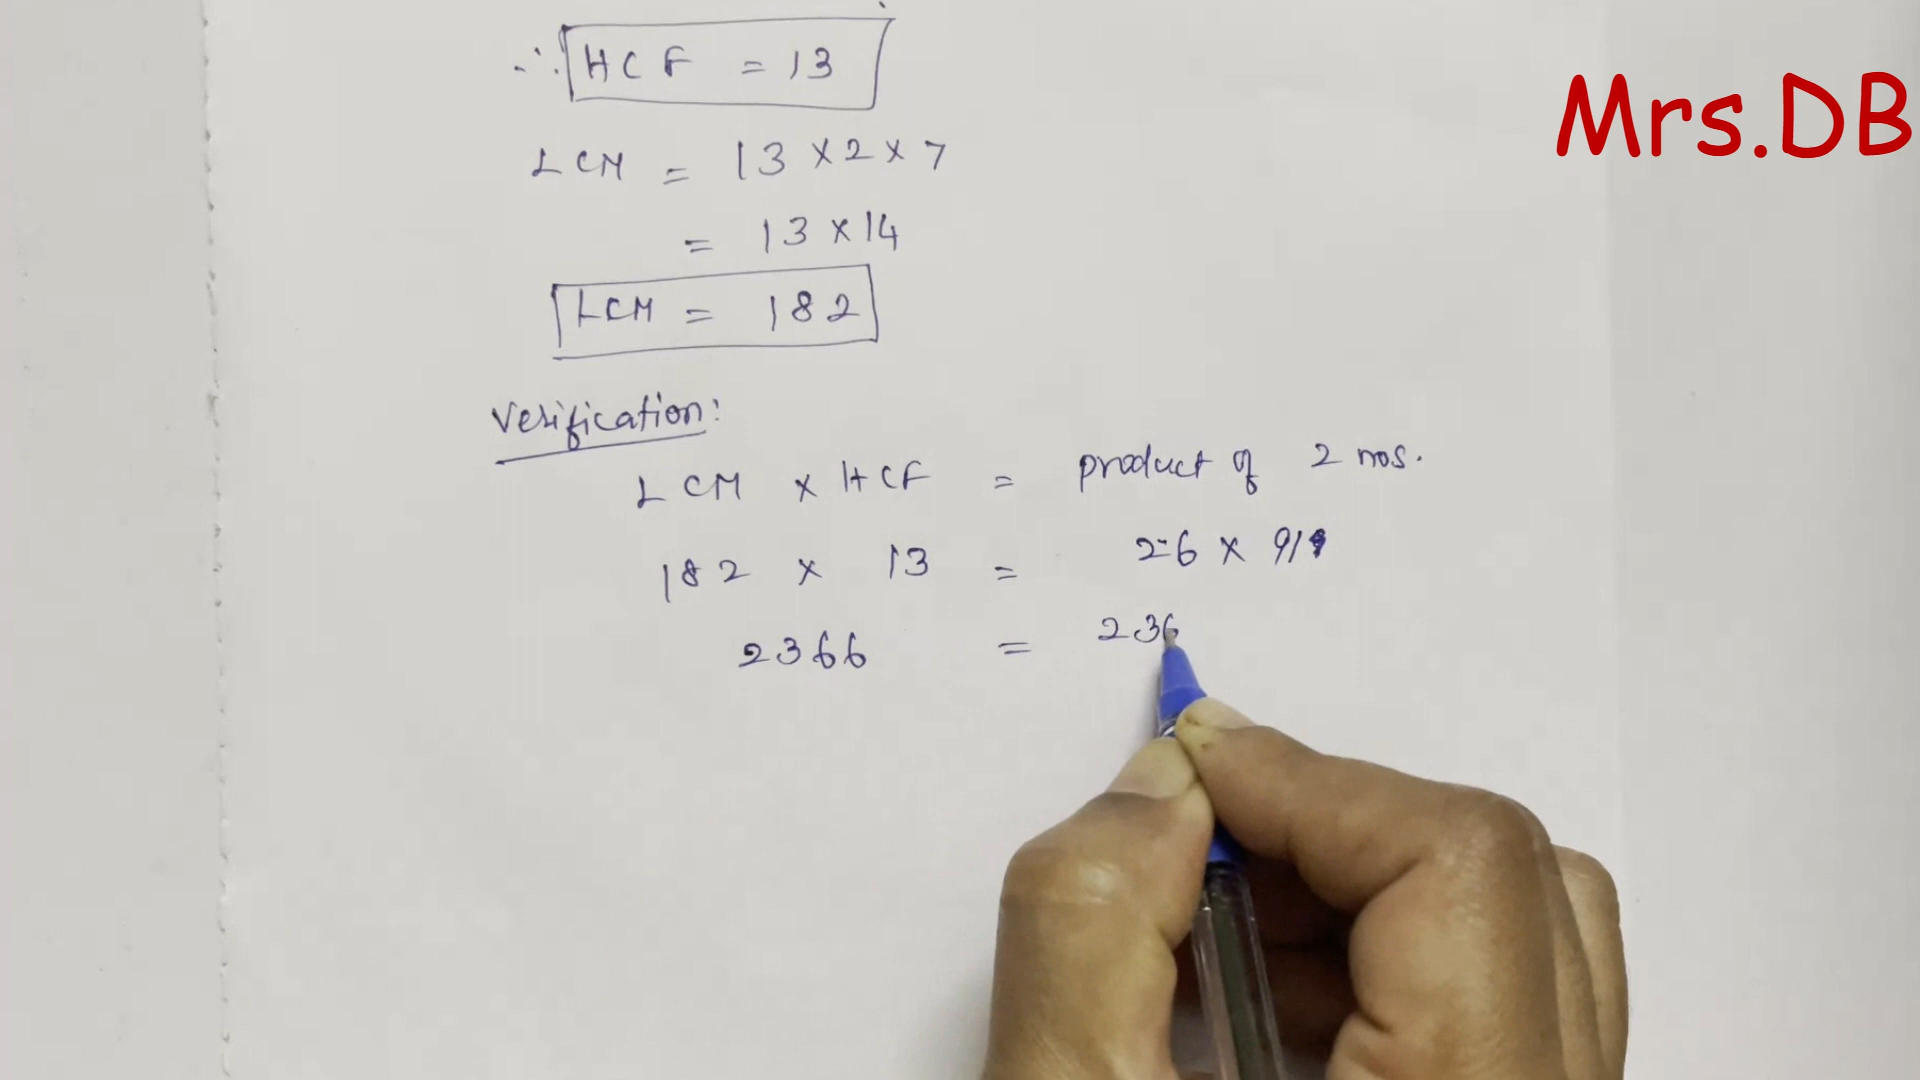 ∴ HCF = 13
Mrs.DB
LCM = 13 × 2 × 7
= 13 × 14
LCM = 182
Verification:
LCM × HCF = product of 2 nos.
182 × 13 = 26 × 91
2366 = 236